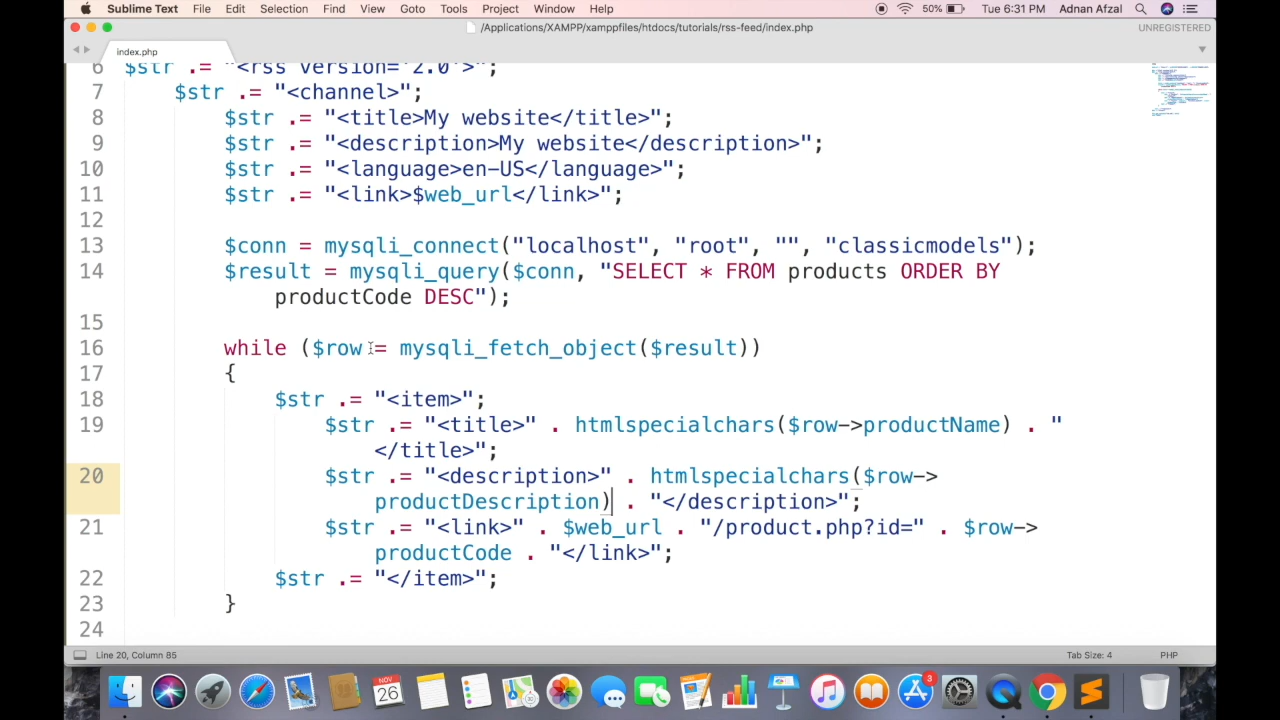 Sublime Text File Edit Selection Find View Goto Tools Project Window Help 50% Tue 6:31 PM Adnan Afzal
/Applications/XAMPP/xamppfiles/htdocs/tutorials/rss-feed/index.php UNREGISTERED
index.php
6 $str .= "<rss version='2.0'>";
7 $str .= "<channel>";
8 $str .= "<title>My website</title>";
9 $str .= "<description>My website</description>";
10 $str .= "<language>en-US</language>";
11 $str .= "<link>$web_url</link>";
12
13 $conn = mysqli_connect("localhost", "root", "", "classicmodels");
14 $result = mysqli_query($conn, "SELECT * FROM products ORDER BY
productCode DESC");
15
16 while ($row = mysqli_fetch_object($result))
17 {
18 $str .= "<item>";
19 $str .= "<title>" . htmlspecialchars($row->productName) . "
</title>";
20 $str .= "<description>" . htmlspecialchars($row->
productDescription) . "</description>";
21 $str .= "<link>" . $web_url . "/product.php?id=" . $row->
productCode . "</link>";
22 $str .= "</item>";
23 }
24
Line 20, Column 85 Tab Size: 4 PHP
NOV
26
3